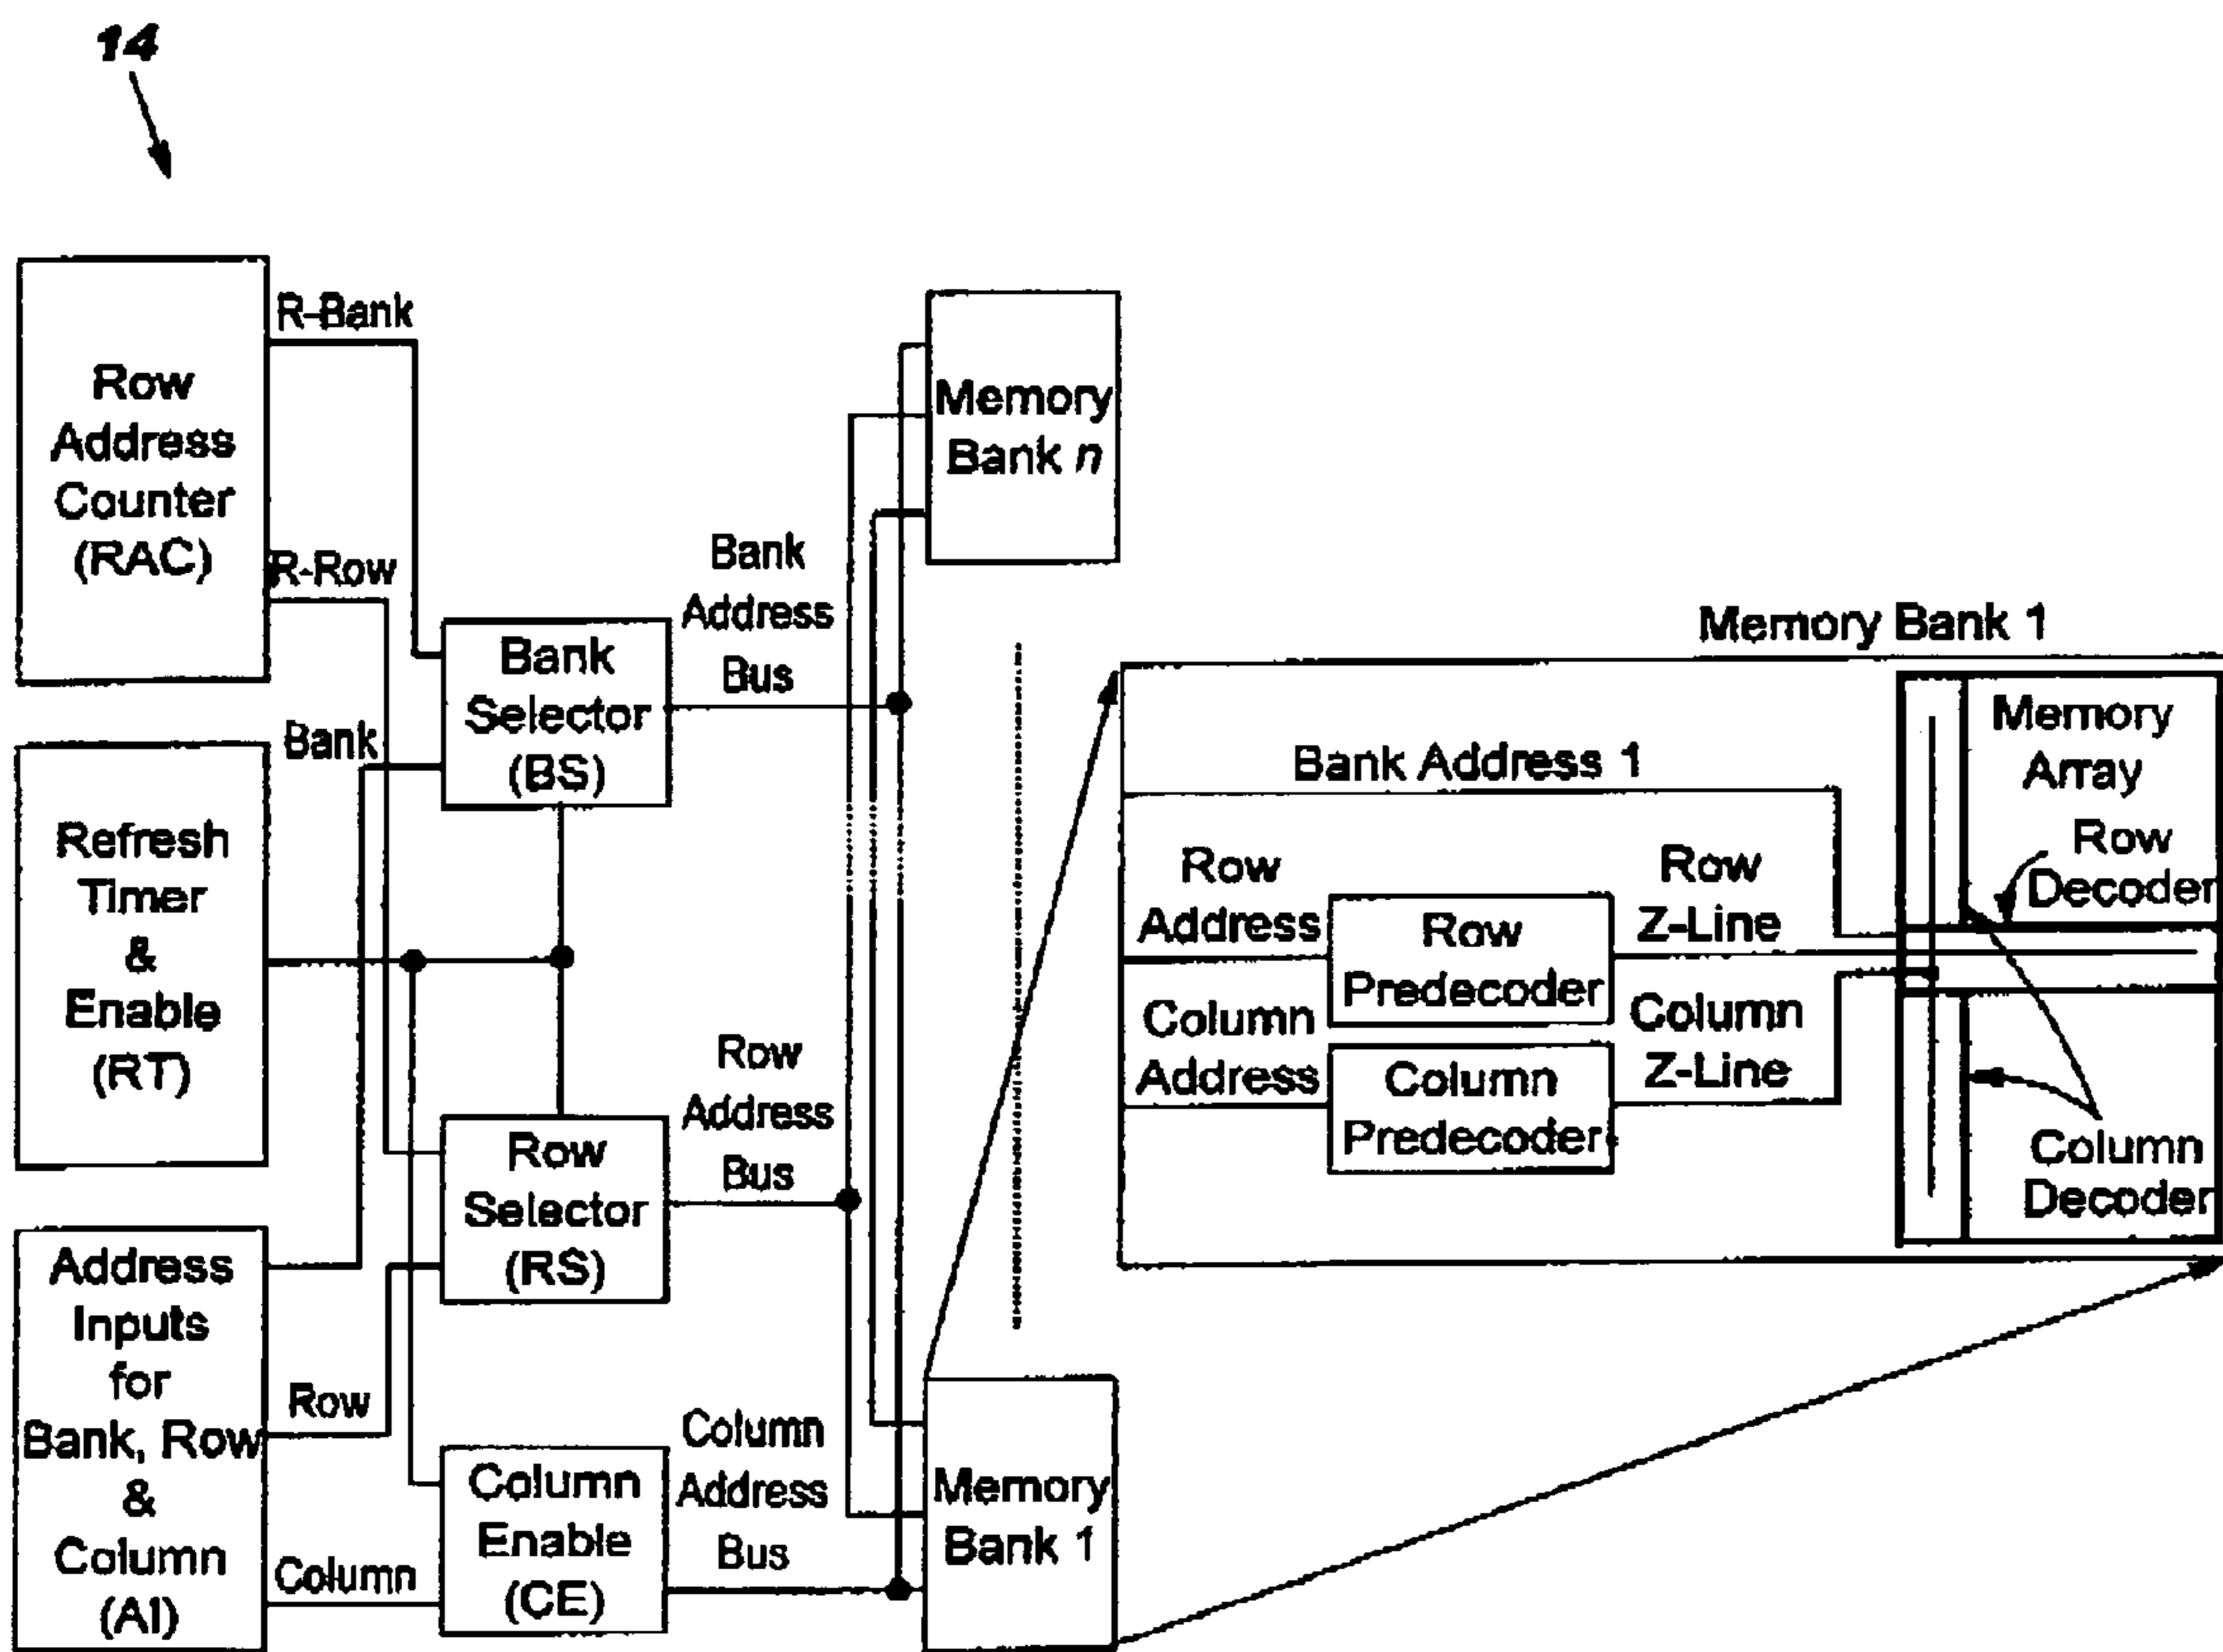 14
Row
Address
Counter
(RAC)
R-Bank
R-Row
Refresh
Timer
&
Enable
(RT)
Bank
Address
Inputs
for
Bank, Row
&
Column
(AI)
Row
Column
Bank
Selector
(BS)
Row
Selector
(RS)
Column
Enable
(CE)
Bank
Address
Bus
Row
Address
Bus
Column
Address
Bus
Memory
Bank n
Memory
Bank 1
Memory Bank 1
Bank Address 1
Row
Address
Row
Predecoder
Row
Z-Line
Column
Address
Column
Predecoder
Column
Z-Line
Memory
Array
Row
Decoder
Column
Decoder